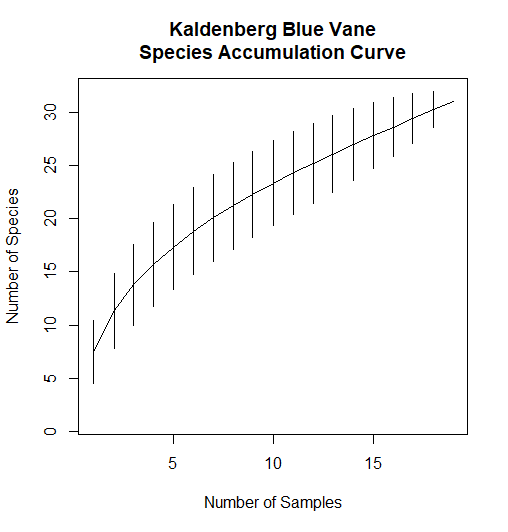 Kaldenberg Blue Vane
Species Accumulation Curve
Number of Species
30
25
20
15
10
5
0
5 10 15
Number of Samples